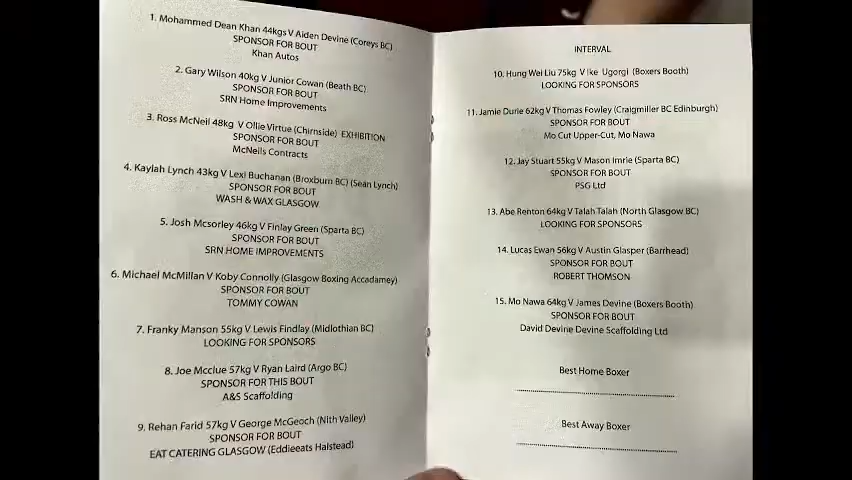 1. Mohammed Dean Khan 44kgs V Aiden Devine (Coreys BC)
SPONSOR FOR BOUT
Khan Autos
2. Gary Wilson 40kg V Junior Cowan (Beath BC)
SPONSOR FOR BOUT
SRN Home Improvements
3. Ross McNeil 48kg V Ollie Virtue (Chirnside) EXHIBITION
SPONSOR FOR BOUT
McNeils Contracts
4. Kaylah Lynch 43kg V Lexi Buchanan (Broxburn BC) (Sean Lynch)
SPONSOR FOR BOUT
WASH & WAX GLASGOW
5. Josh Mcsorley 46kg V Finlay Green (Sparta BC)
SPONSOR FOR BOUT
SRN HOME IMPROVEMENTS
6. Michael McMillan V Koby Connolly (Glasgow Boxing Accadamey)
SPONSOR FOR BOUT
TOMMY COWAN
7. Franky Manson 55kg V Lewis Findlay (Midlothian BC)
LOOKING FOR SPONSORS
8. Joe Mcclue 57kg V Ryan Laird (Argo BC)
SPONSOR FOR THIS BOUT
A&S Scaffolding
9. Rehan Farid 57kg V George McGeoch (Nith Valley)
SPONSOR FOR BOUT
EAT CATERING GLASGOW (Eddieeats Halstead)
INTERVAL
10. Hung Wei Liu 75kg V Ike Ugorgi (Boxers Booth)
LOOKING FOR SPONSORS
11. Jamie Durie 62kg V Thomas Fowley (Craigmiller BC Edinburgh)
SPONSOR FOR BOUT
Mo Cut Upper-Cut, Mo Nawa
12. Jay Stuart 55kg V Mason Imrie (Sparta BC)
SPONSOR FOR BOUT
PSG Ltd
13. Abe Renton 64kg V Talah Talah (North Glasgow BC)
LOOKING FOR SPONSORS
14. Lucas Ewan 56kg V Austin Glasper (Barrhead)
SPONSOR FOR BOUT
ROBERT THOMSON
15. Mo Nawa 64kg V James Devine (Boxers Booth)
SPONSOR FOR BOUT
David Devine Devine Scaffolding Ltd
Best Home Boxer
Best Away Boxer